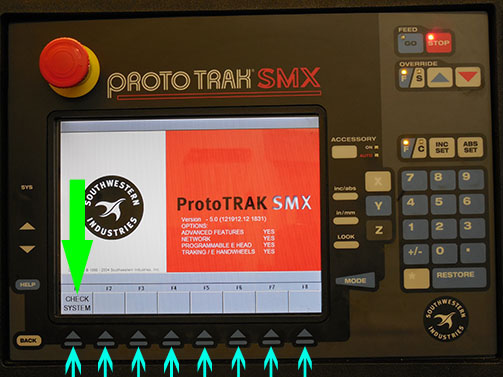 FEED
GO
STOP
PROTO TRAK SMX
OVERRIDE
F
S
ACCESSORY
ON
AUTO
F
C
INC
SET
ABS
SET
SYS
SOUTHWESTERN
INDUSTRIES
ProtoTRAK SMX
Version - 5.0 (121912.12 1831)
OPTIONS:
ADVANCED FEATURES YES
NETWORK YES
PROGRAMMABLE E HEAD YES
TRAKING / E HANDWHEELS YES
inc/abs
X
7
8
9
in/mm
Y
4
5
6
LOOK
Z
1
2
3
+/-
0
.
RESTORE
MODE
HELP
F2
F3
F4
F5
F6
F7
F8
CHECK
SYSTEM
SOUTHWESTERN
INDUSTRIES
BACK